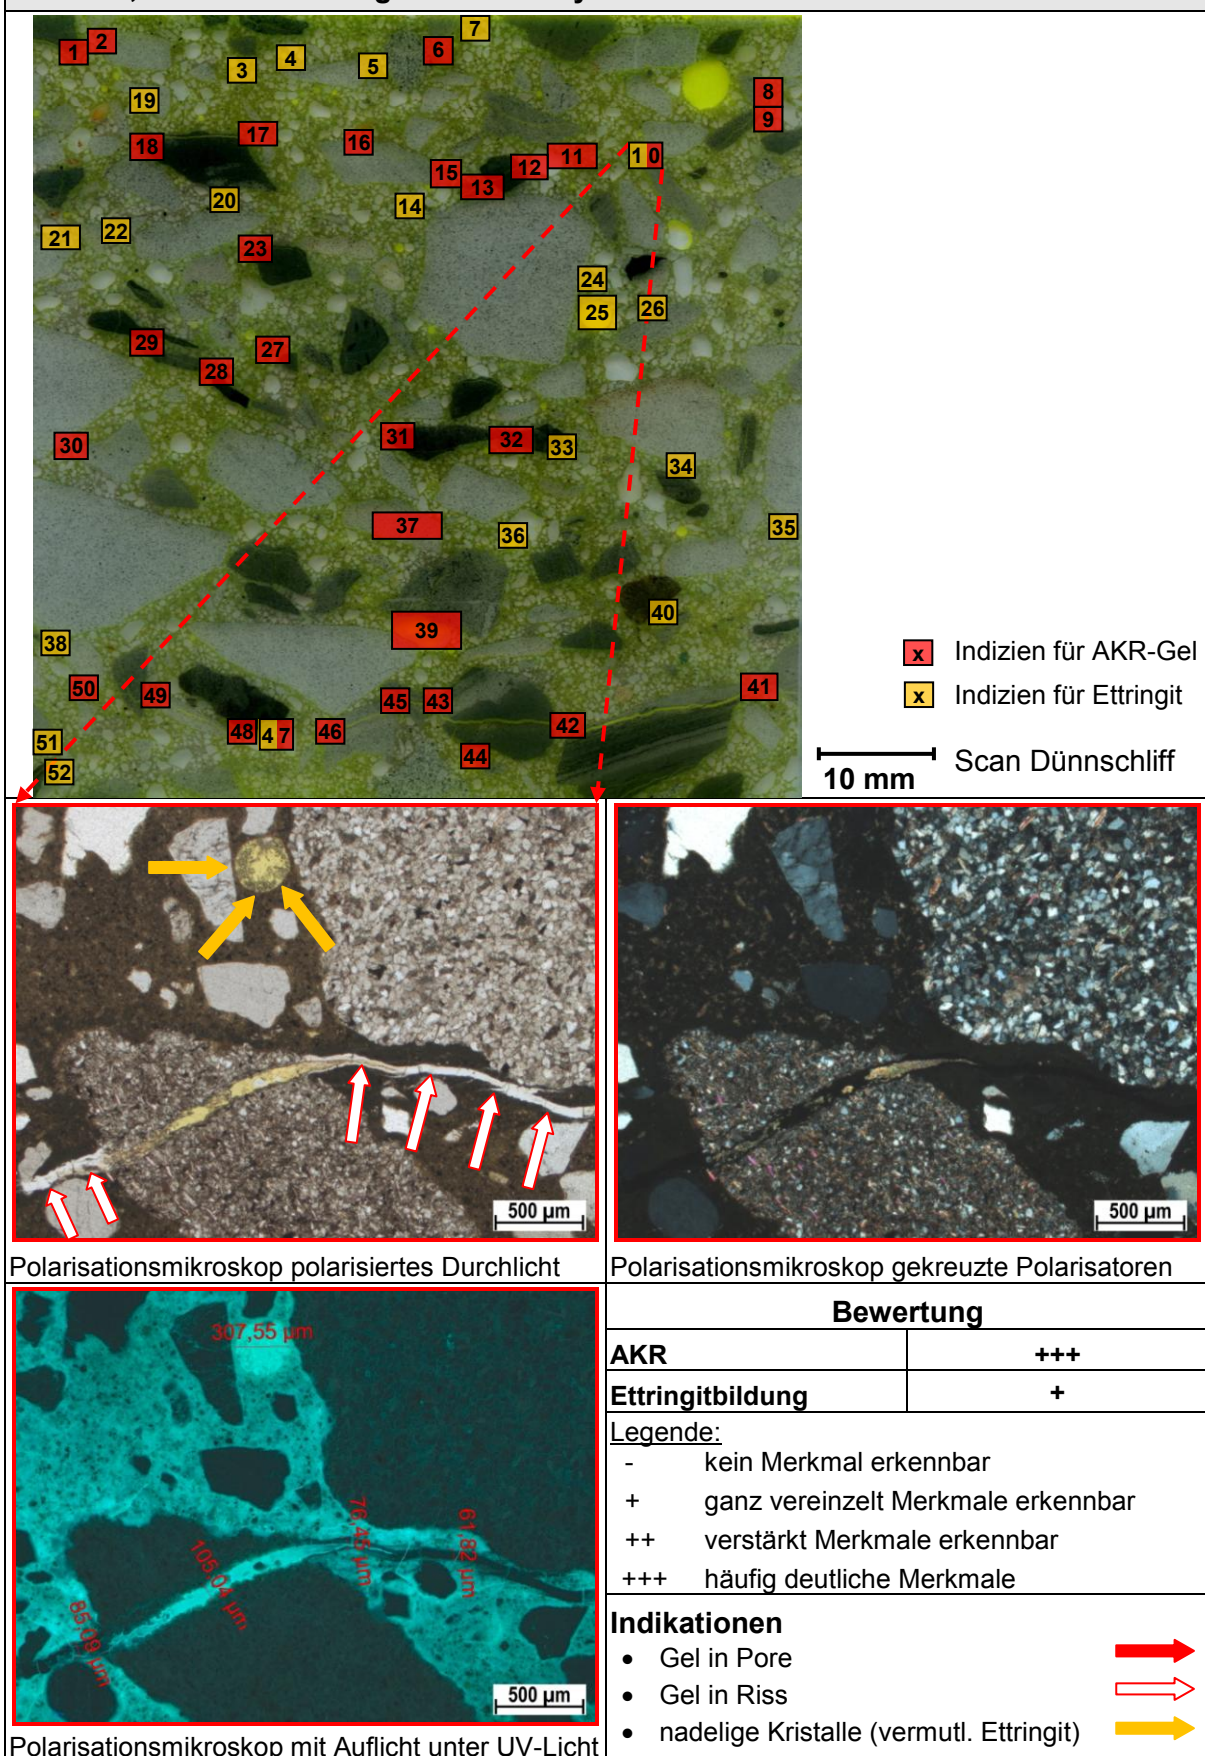 1
2
3
4
5
6
7
8
9
19
18
17
16
15
13
12
11
1 0
14
20
21
22
23
24
25
26
29
28
27
30
31
32
33
34
35
36
37
38
39
40
50
49
45
43
41
42
44
46
48
4 7
51
52
x Indizien für AKR-Gel
x Indizien für Ettringit
10 mm
Scan Dünnschliff
500 µm
500 µm
Polarisationsmikroskop polarisiertes Durchlicht
Polarisationsmikroskop gekreuzte Polarisatoren
307,55 µm
76,45 µm
61,82 µm
105,04 µm
85,09 µm
500 µm
Polarisationsmikroskop mit Auflicht unter UV-Licht
Bewertung
AKR +++
Ettringitbildung +
Legende:
- kein Merkmal erkennbar
+ ganz vereinzelt Merkmale erkennbar
++ verstärkt Merkmale erkennbar
+++ häufig deutliche Merkmale
Indikationen
• Gel in Pore
• Gel in Riss
• nadelige Kristalle (vermutl. Ettringit)